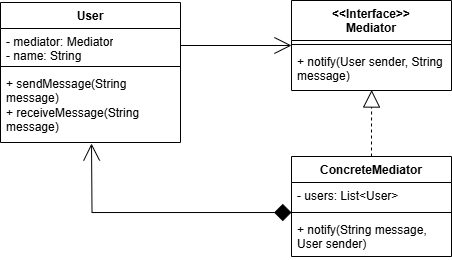 User
- mediator: Mediator
- name: String
+ sendMessage(String
message)
+ receiveMessage(String
message)
<<Interface>>
Mediator
+ notify(User sender, String
message)
ConcreteMediator
- users: List<User>
+ notify(String message,
User sender)